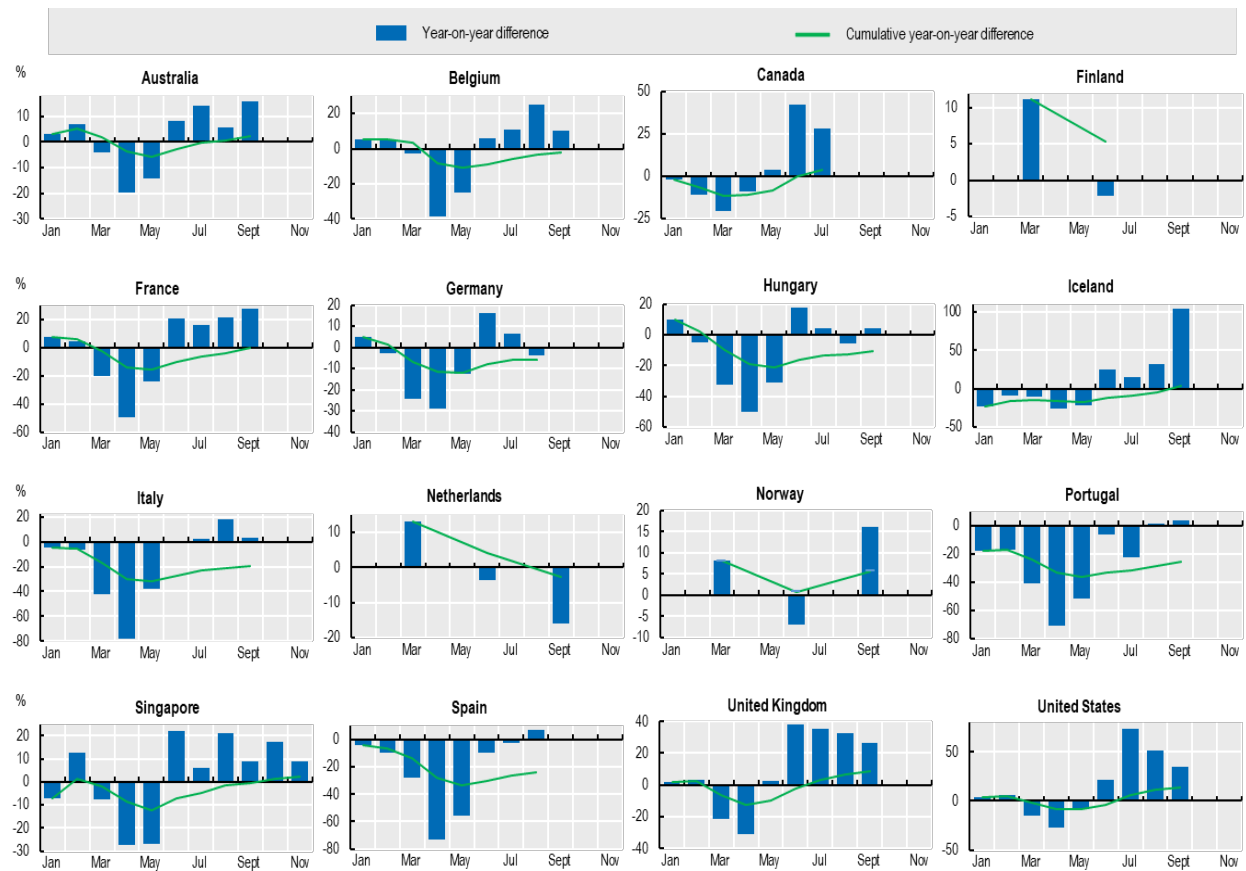 Year-on-year difference Cumulative year-on-year difference
%
Australia
10
0
-10
-20
-30
Jan Mar May Jul Sept Nov
Belgium
20
0
-20
-40
Jan Mar May Jul Sept Nov
Canada
50
25
0
-25
Jan Mar May Jul Sept Nov
Finland
10
5
0
-5
Jan Mar May Jul Sept Nov
%
France
20
0
-20
-40
-60
Jan Mar May Jul Sept Nov
Germany
20
10
0
-10
-20
-30
-40
Jan Mar May Jul Sept Nov
Hungary
20
0
-20
-40
-60
Jan Mar May Jul Sept Nov
Iceland
100
50
0
-50
Jan Mar May Jul Sept Nov
%
Italy
20
0
-20
-40
-60
-80
Jan Mar May Jul Sept Nov
Netherlands
10
0
-10
-20
Jan Mar May Jul Sept Nov
Norway
20
15
10
5
0
-5
-10
Jan Mar May Jul Sept Nov
Portugal
0
-20
-40
-60
-80
Jan Mar May Jul Sept Nov
%
Singapore
20
10
0
-10
-20
-30
Jan Mar May Jul Sept Nov
Spain
0
-20
-40
-60
-80
Jan Mar May Jul Sept Nov
United Kingdom
40
20
0
-20
-40
Jan Mar May Jul Sept Nov
United States
50
0
-50
Jan Mar May Jul Sept Nov